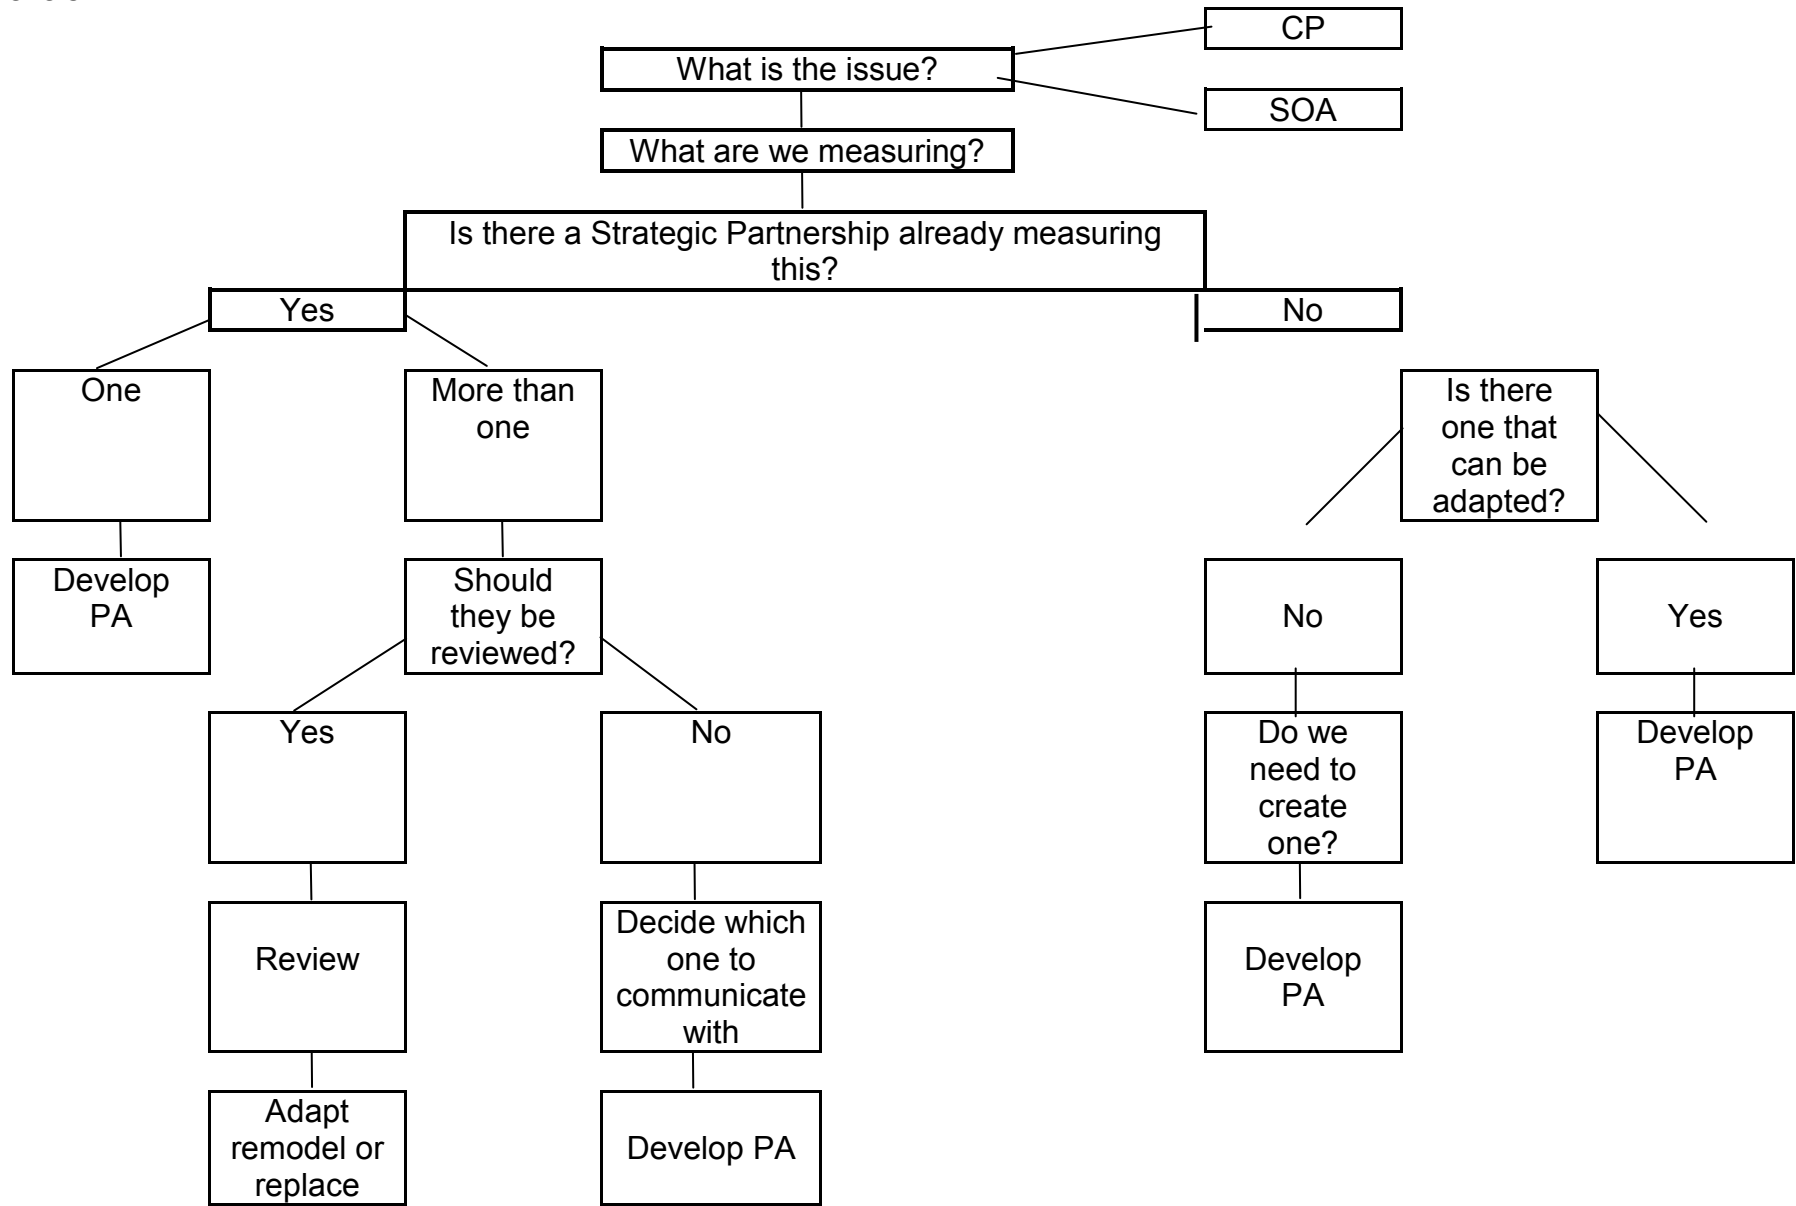 CP
What is the issue?
SOA
What are we measuring?
Is there a Strategic Partnership already measuring
this?
Yes
No
One
More than
one
Is there
one that
can be
adapted?
Develop
PA
Should
they be
reviewed?
No
Yes
Yes
No
Do we
need to
create
one?
Develop
PA
Review
Decide which
one to
communicate
with
Develop
PA
Adapt
remodel or
replace
Develop PA